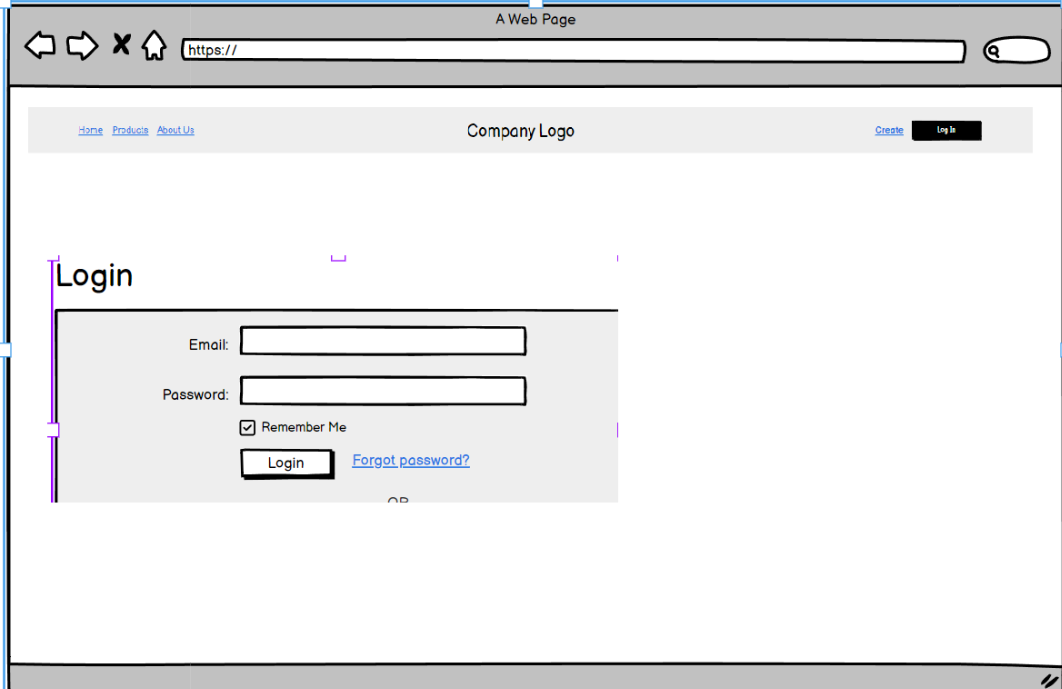 A Web Page
https://
Home Products About Us Company Logo Create Log In
Login
Email:
Password:
Remember Me
Login Forgot password?
OR